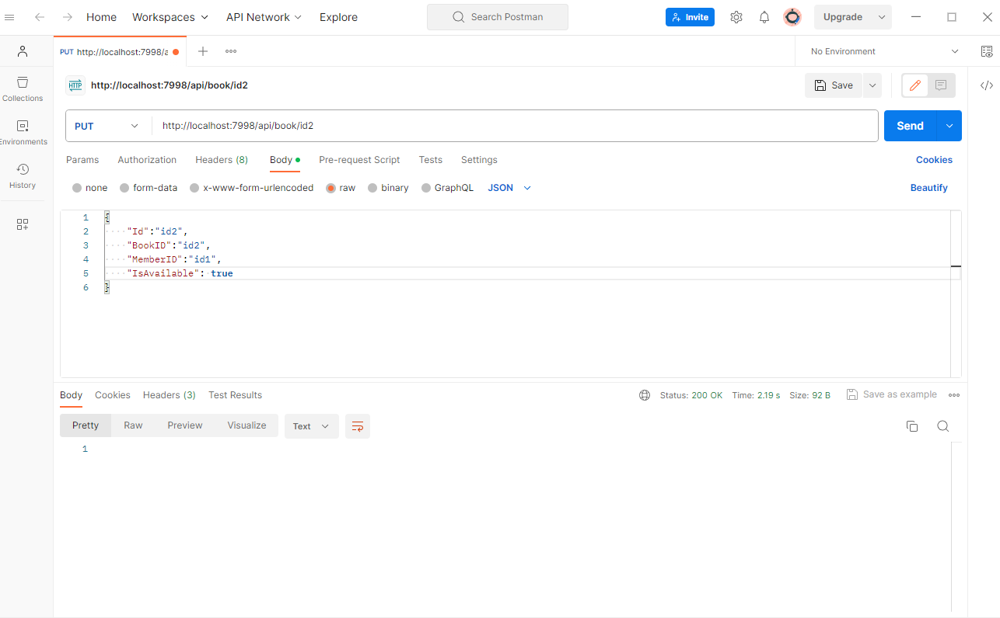 Home Workspaces API Network Explore Search Postman Invite Upgrade
PUT http://localhost:7998/a No Environment
Collections
Environments
History
HTTP http://localhost:7998/api/book/id2 Save
PUT http://localhost:7998/api/book/id2 Send
Params Authorization Headers (8) Body Pre-request Script Tests Settings Cookies
none form-data x-www-form-urlencoded raw binary GraphQL JSON Beautify
1 {
2 "Id":"id2",
3 "BookID":"id2",
4 "MemberID":"id1",
5 "IsAvailable": true
6 }
Body Cookies Headers (3) Test Results Status: 200 OK Time: 2.19 s Size: 92 B Save as example
Pretty Raw Preview Visualize Text
1